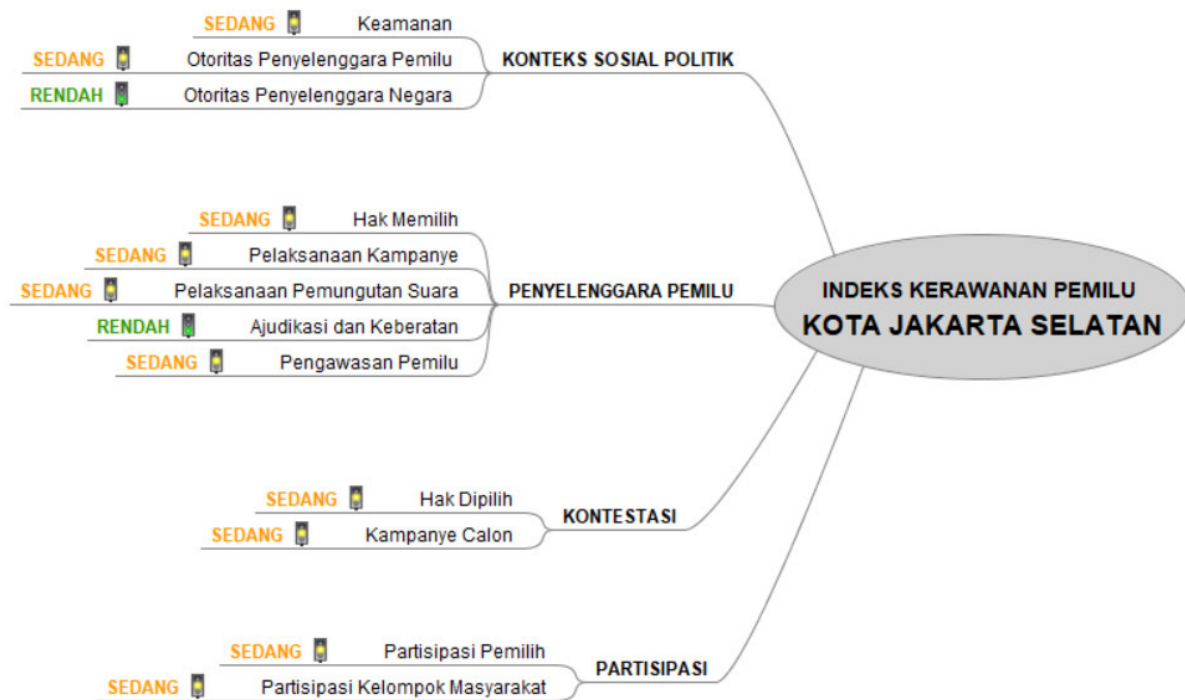 SEDANG Keamanan
SEDANG Otoritas Penyelenggara Pemilu
KONTEKS SOSIAL POLITIK
RENDAH Otoritas Penyelenggara Negara
SEDANG Hak Memilih
SEDANG Pelaksanaan Kampanye
SEDANG Pelaksanaan Pemungutan Suara
PENYELENGGARA PEMILU
RENDAH Ajudikasi dan Keberatan
SEDANG Pengawasan Pemilu
INDEKS KERAWANAN PEMILU
KOTA JAKARTA SELATAN
SEDANG Hak Dipilih
KONTESTASI
SEDANG Kampanye Calon
SEDANG Partisipasi Pemilih
PARTISIPASI
SEDANG Partisipasi Kelompok Masyarakat